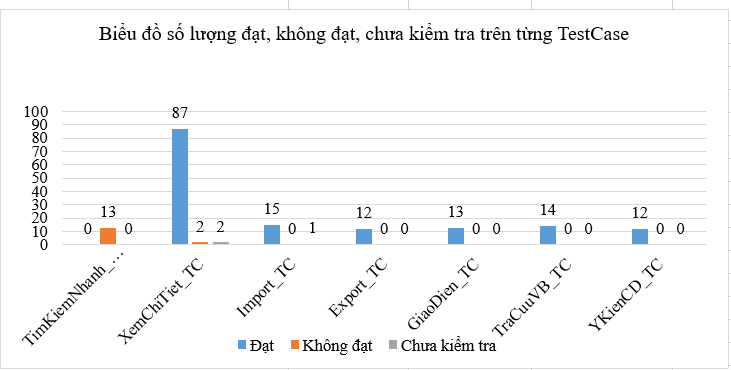 Biểu đồ số lượng đạt, không đạt, chưa kiểm tra trên từng TestCase
100
90
80
70
60
50
40
30
20
10
0
0 13 0
87 2 2
15 0 1
12 0 0
13 0 0
14 0 0
12 0 0
TimKiemNhanh_…
XemChiTiet_TC
Import_TC
Export_TC
GiaoDien_TC
TraCuuVB_TC
YKienCD_TC
Đạt Không đạt Chưa kiểm tra